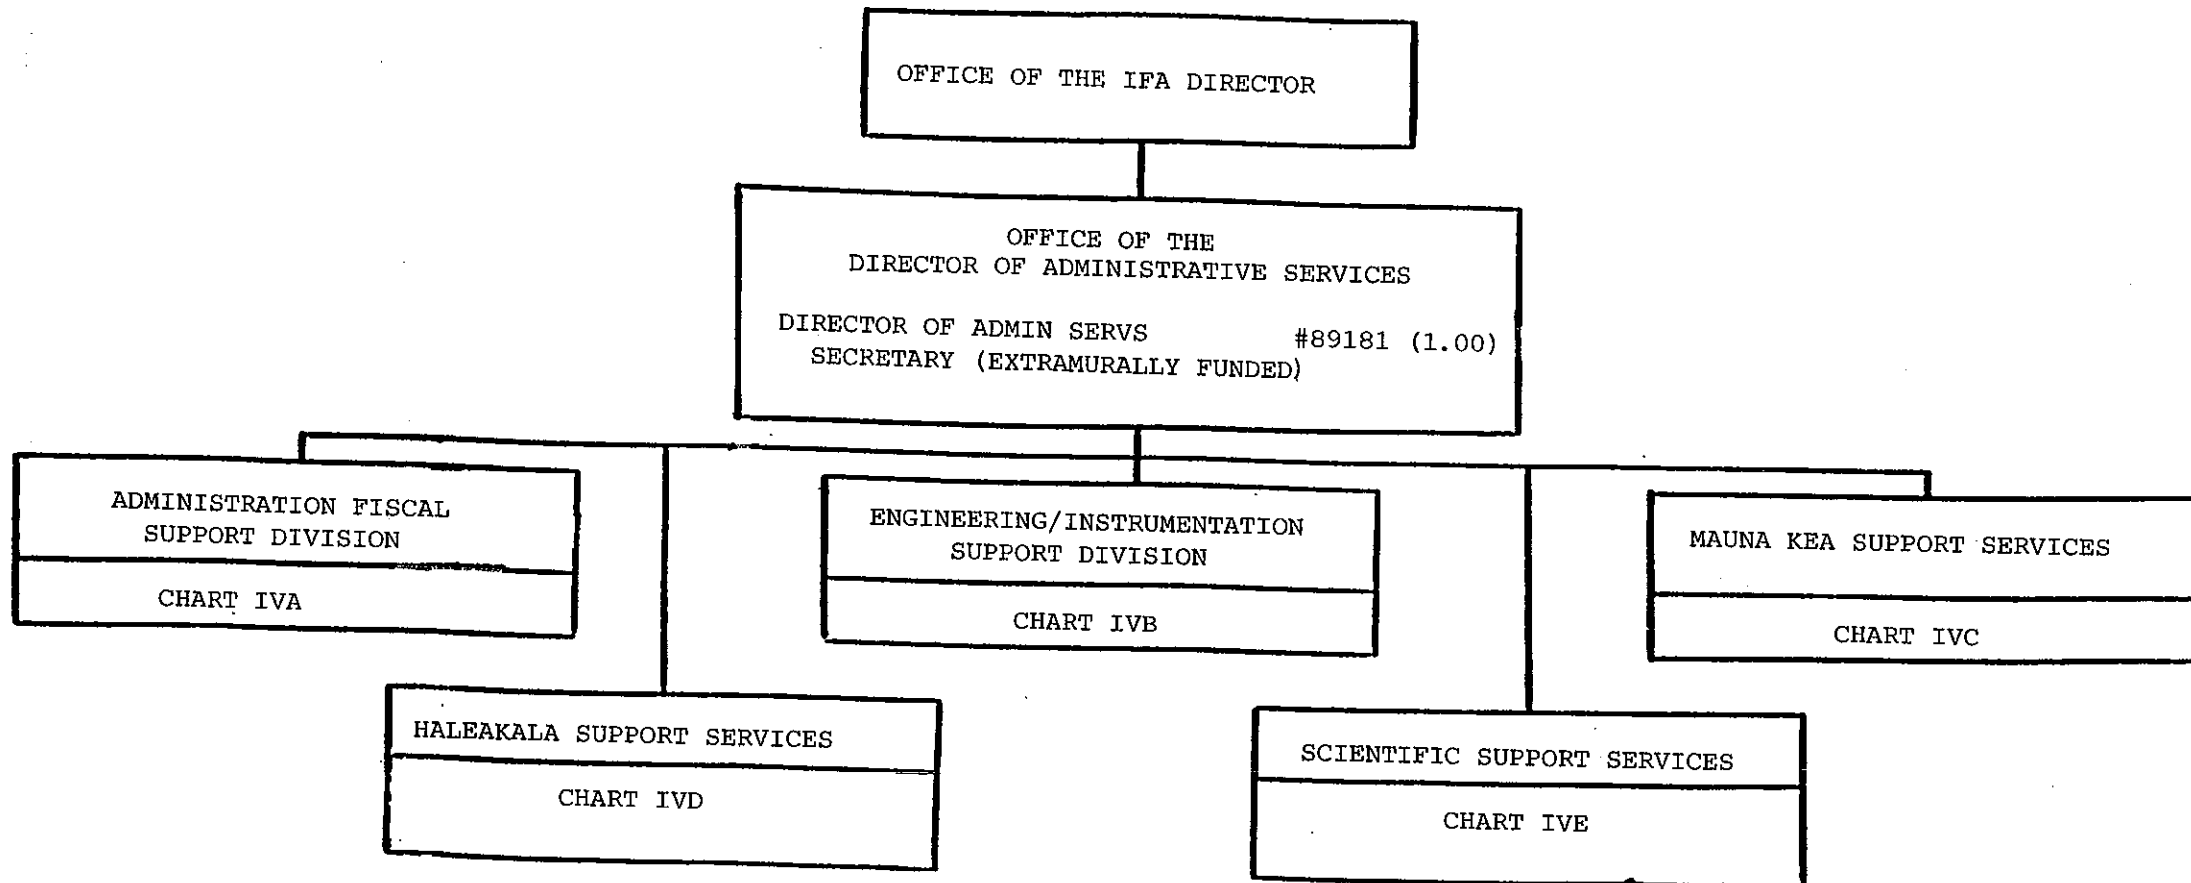 OFFICE OF THE IFA DIRECTOR
OFFICE OF THE
DIRECTOR OF ADMINISTRATIVE SERVICES
DIRECTOR OF ADMIN SERVS #89181 (1.00)
SECRETARY (EXTRAMURALLY FUNDED)
ADMINISTRATION FISCAL
SUPPORT DIVISION
CHART IVA
ENGINEERING/INSTRUMENTATION
SUPPORT DIVISION
CHART IVB
MAUNA KEA SUPPORT SERVICES
CHART IVC
HALEAKALA SUPPORT SERVICES
CHART IVD
SCIENTIFIC SUPPORT SERVICES
CHART IVE